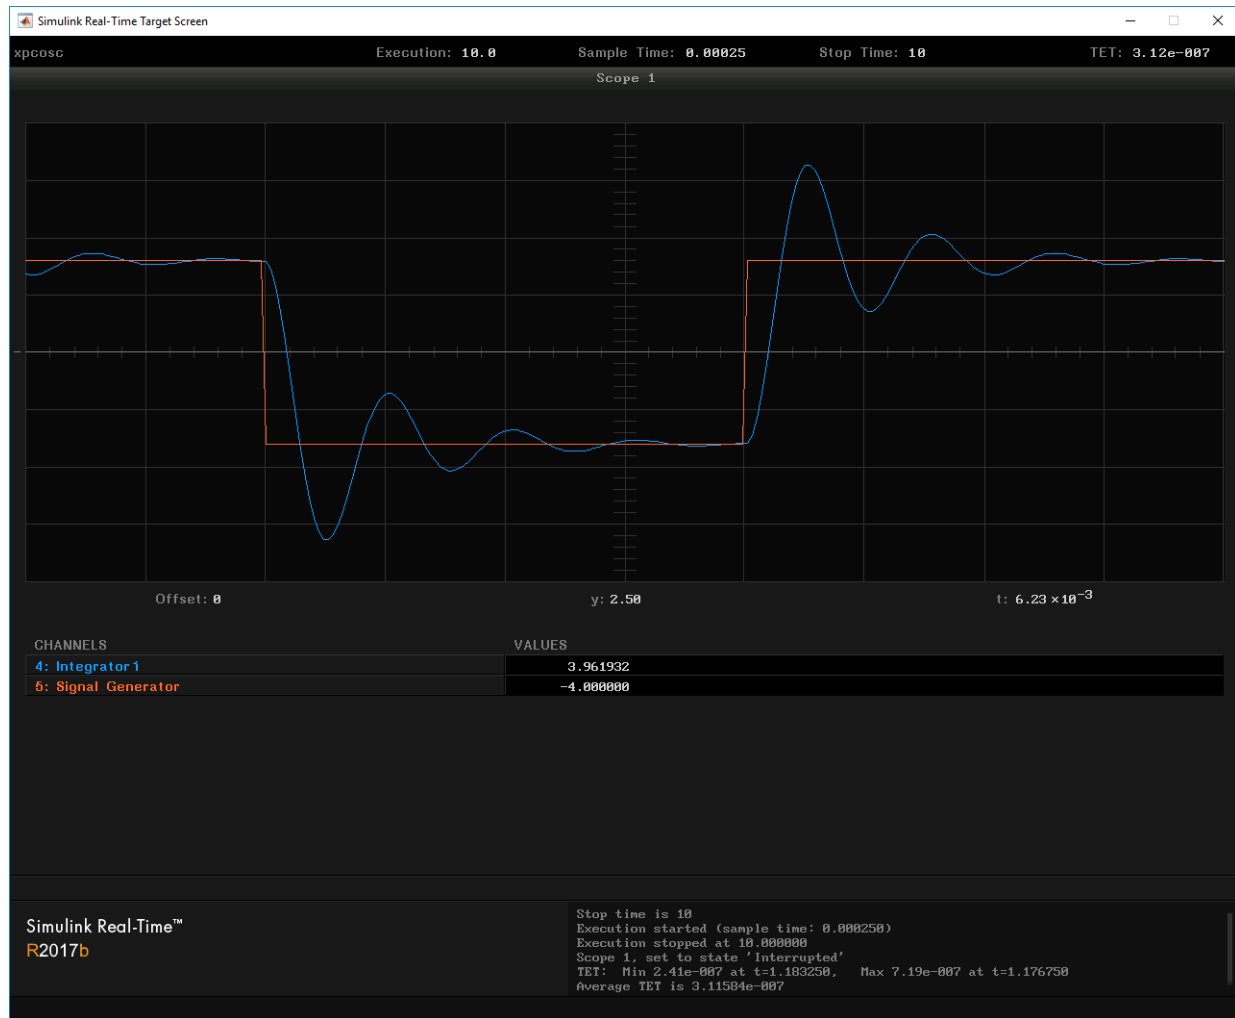 Simulink Real-Time Target Screen
xpcosc Execution: 10.0 Sample Time: 0.00025 Stop Time: 10 TET: 3.12e-007
Scope 1
Offset: 0 y: 2.50 t: 6.23 ×10⁻³
CHANNELS VALUES
4: Integrator1 3.961932
5: Signal Generator -4.000000
Simulink Real-Time™
R2017b
Stop time is 10
Execution started (sample time: 0.000250)
Execution stopped at 10.000000
Scope 1, set to state 'Interrupted'
TET: Min 2.41e-007 at t=1.183250, Max 7.19e-007 at t=1.176750
Average TET is 3.11584e-007